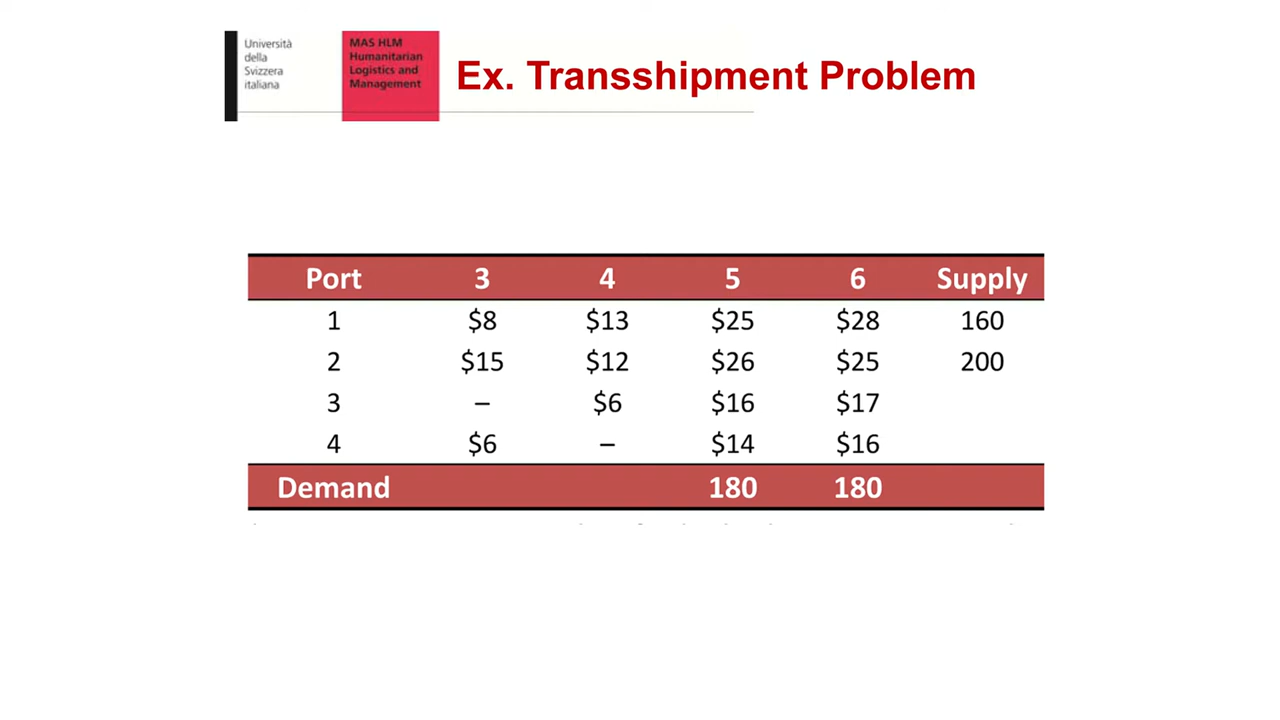 Università
della
Svizzera
italiana
MAS HLM
Humanitarian
Logistics and
Management
Ex. Transshipment Problem
Port 3 4 5 6 Supply
1 $8 $13 $25 $28 160
2 $15 $12 $26 $25 200
3 – $6 $16 $17
4 $6 – $14 $16
Demand 180 180